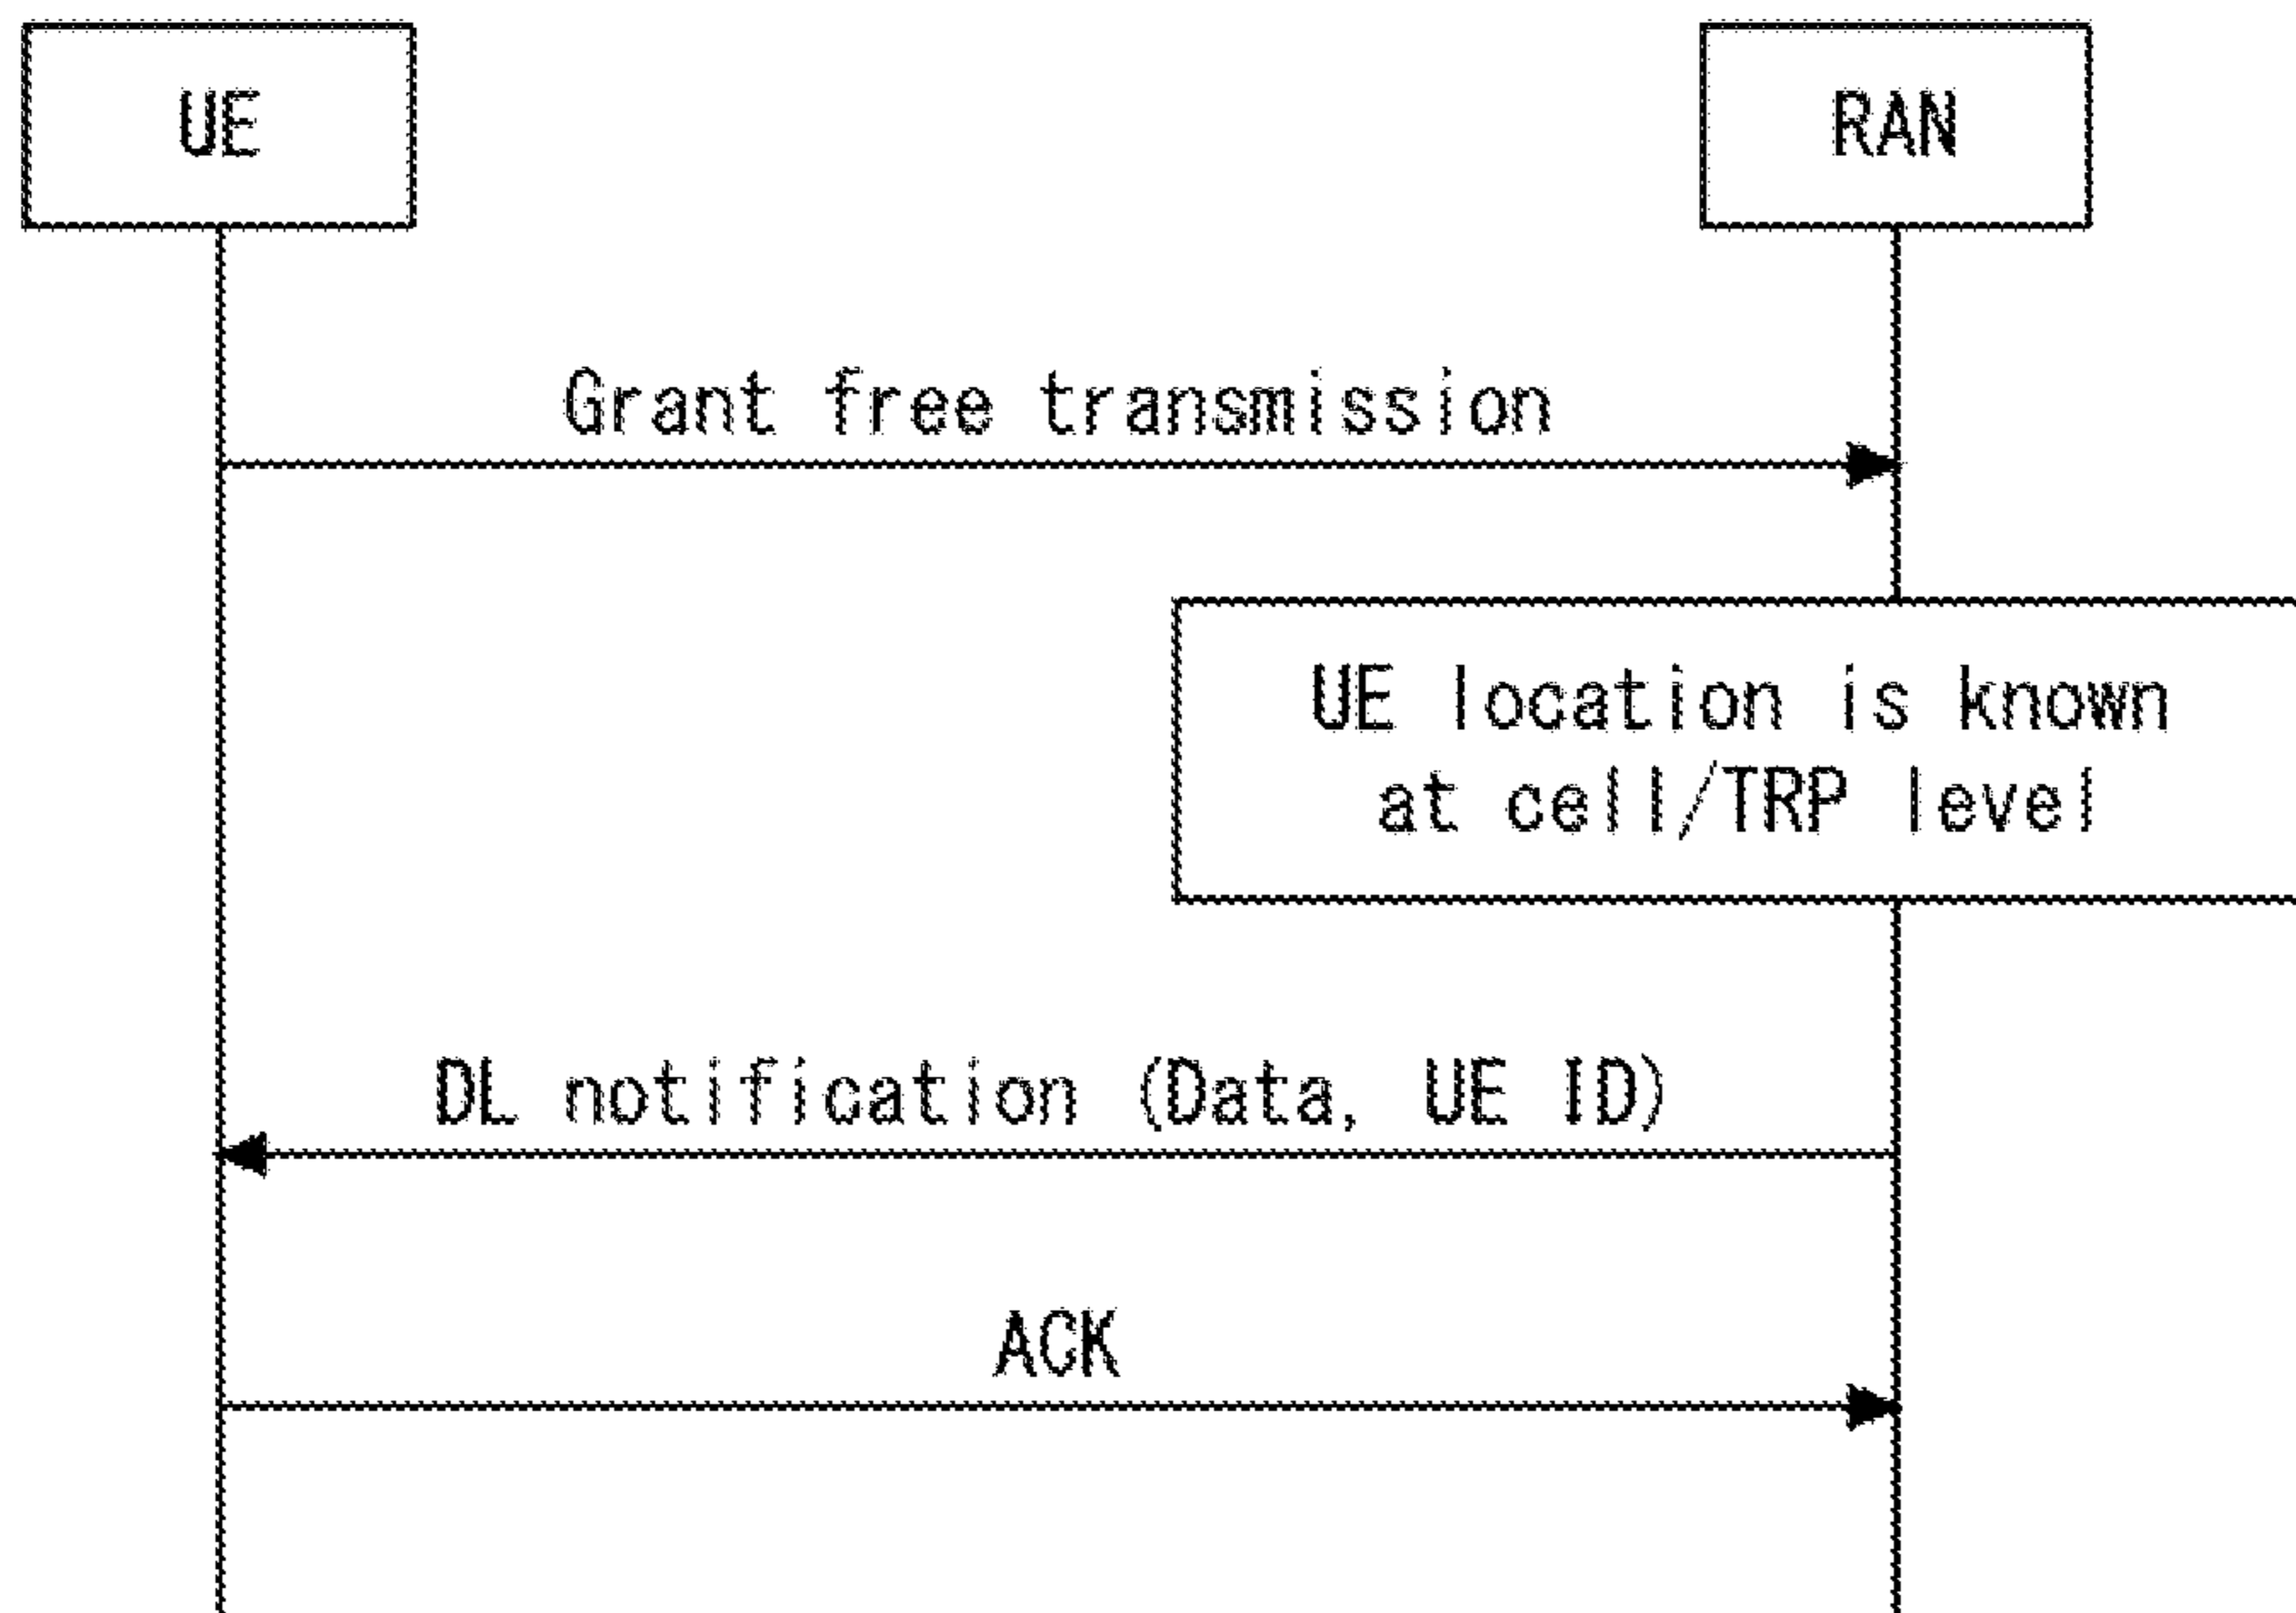 UE
RAN
Grant free transmission
UE location is known
at cell/TRP level
DL notification (Data, UE ID)
ACK